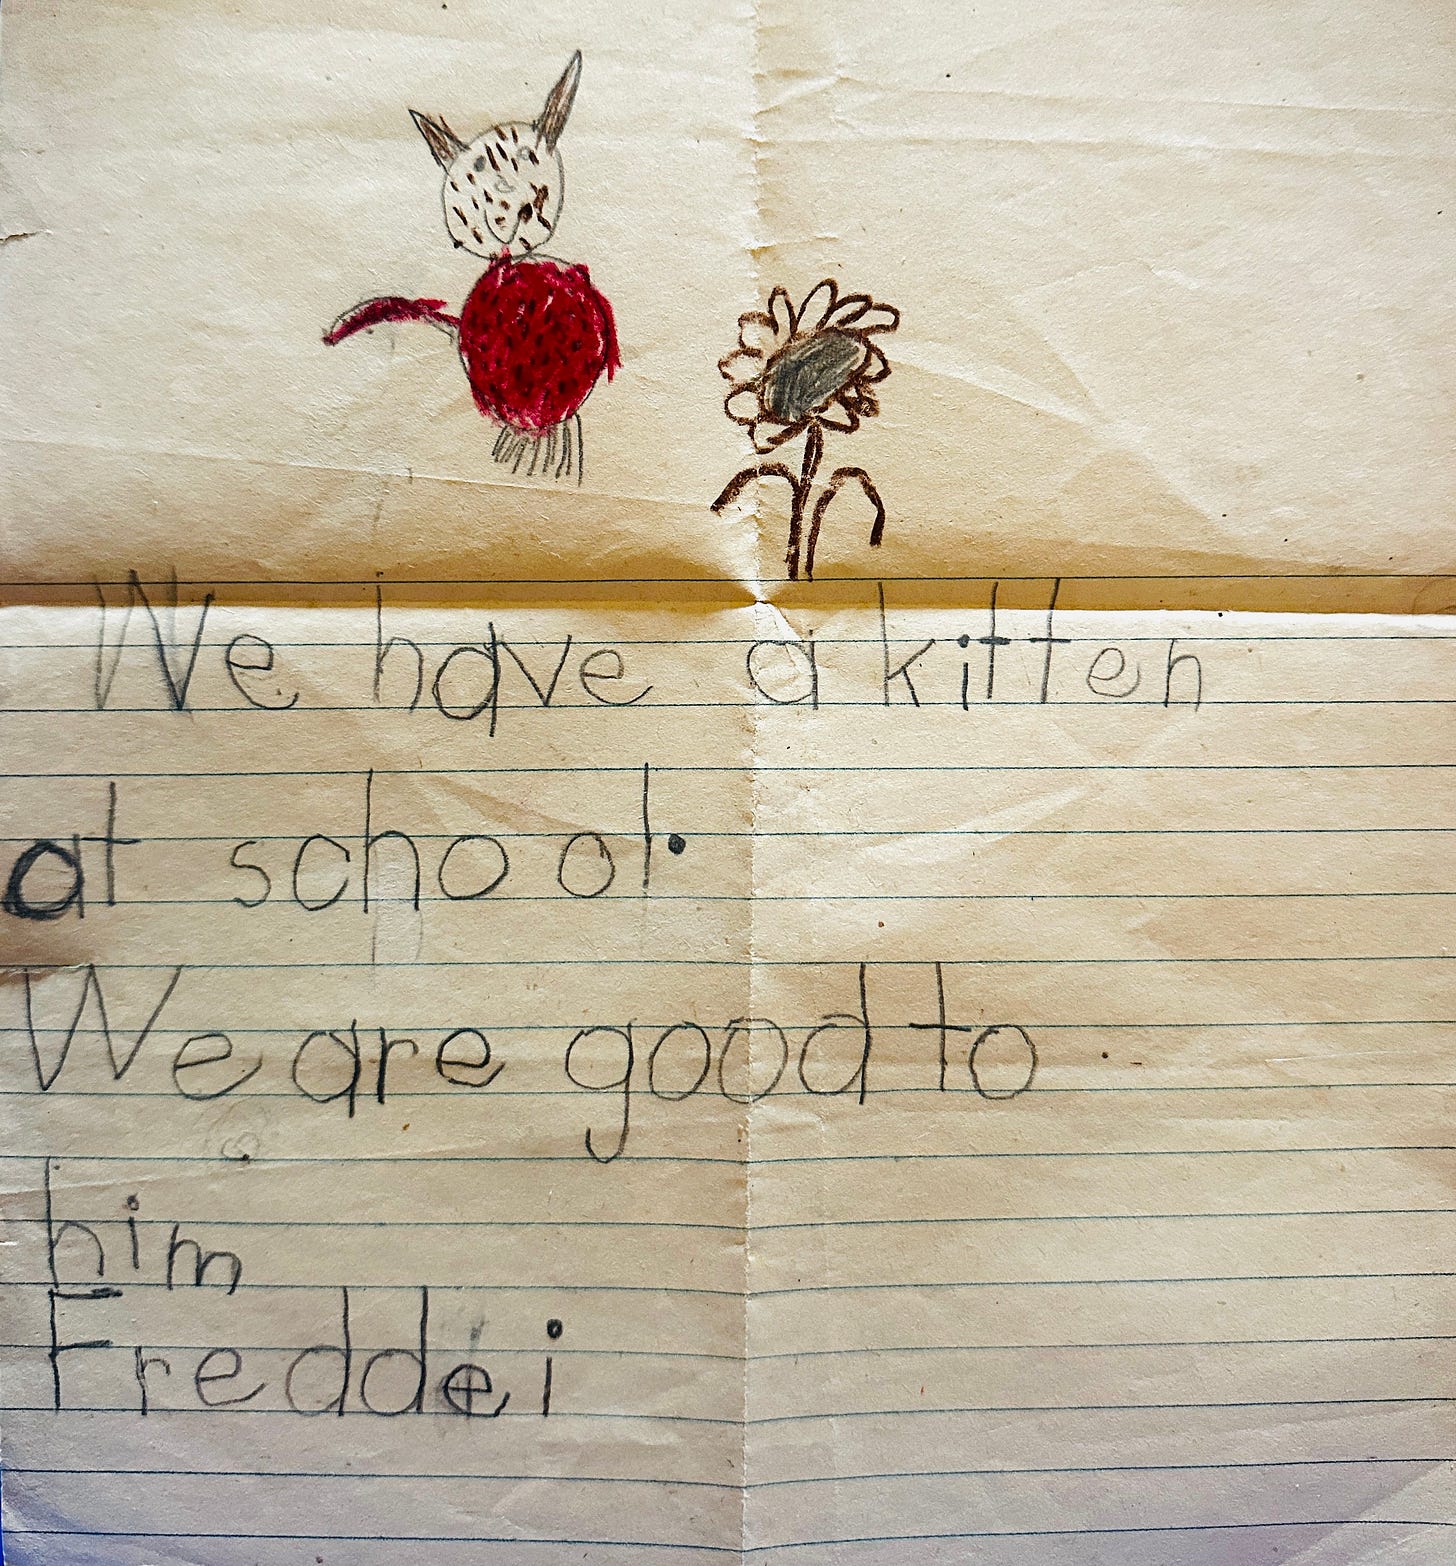 We have a kitten
at school.
We are good to
him
Freddei